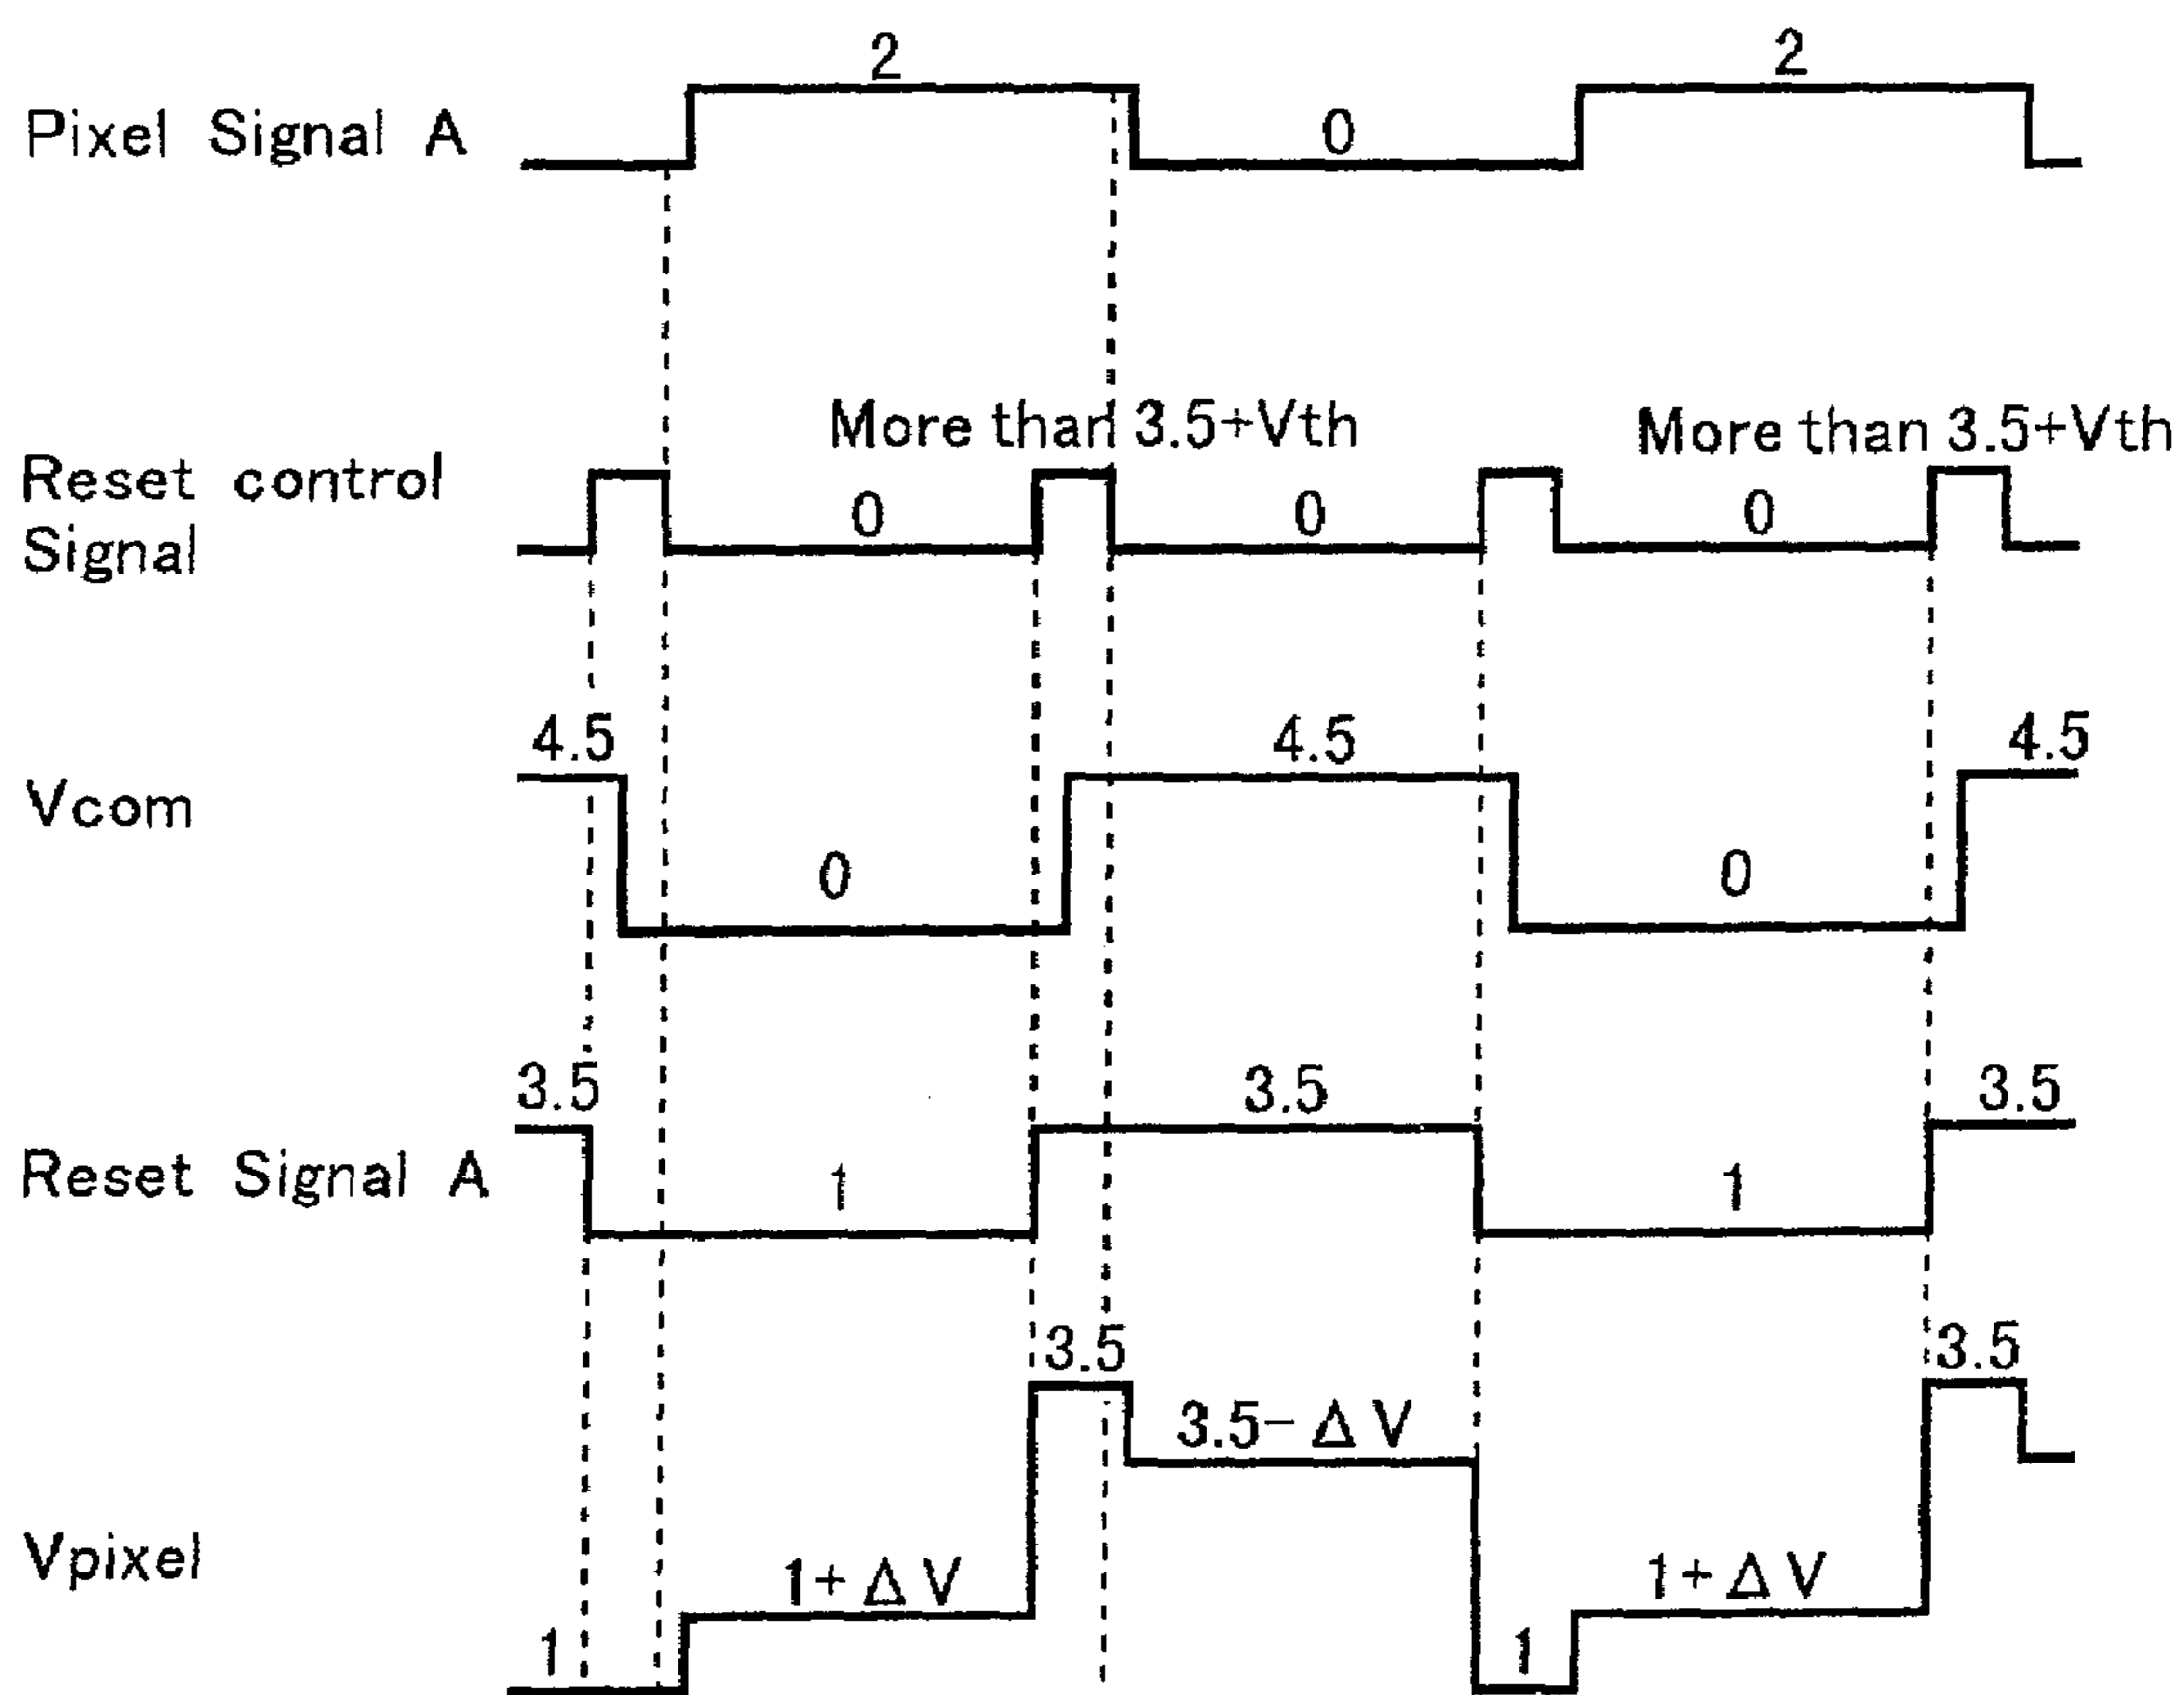 2 2
Pixel Signal A 0
More than 3.5+Vth More than 3.5+Vth
Reset control
Signal
0 0 0
4.5 4.5 4.5
Vcom
0 0
3.5 3.5 3.5
Reset Signal A 1 1
3.5 3.5
3.5-ΔV
Vpixel 1+ΔV 1+ΔV
1 1